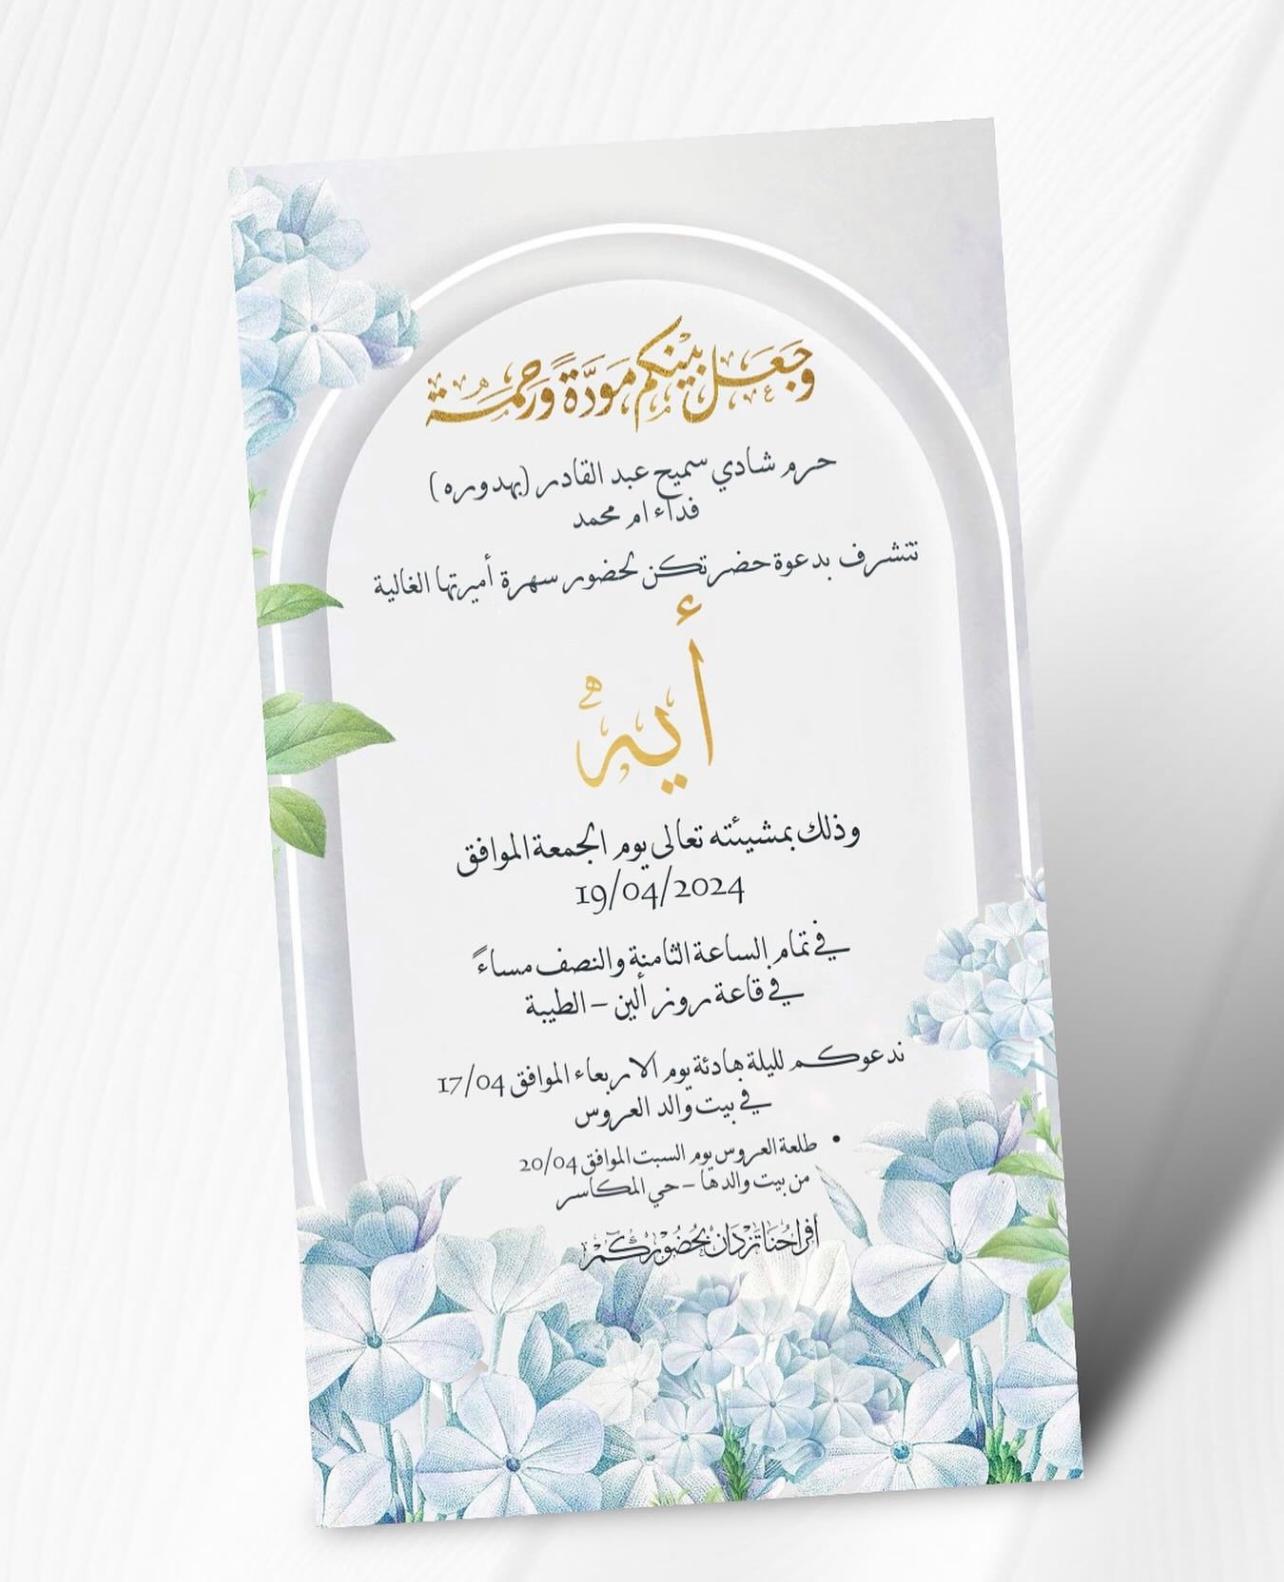 وجعل بينكم مودة ورحمة
حرم شادي سميح عبد القادر (بهدوره)
فداء ام محمد
تتشرف بدعوة حضرتكن لحضور سهرة أميرتها الغالية
أيه
وذلك بمشيئته تعالى يوم الجمعة الموافق
19/04/2024
في تمام الساعة الثامنة والنصف مساءً
في قاعة روز ألين - الطيبة
ندعوكم لليلة هادئة يوم الاربعاء الموافق 17/04
في بيت والد العروس
• طلعة العروس يوم السبت الموافق 20/04
من بيت والدها - حي المكاسر
أفراحنا تزدان بحضوركم